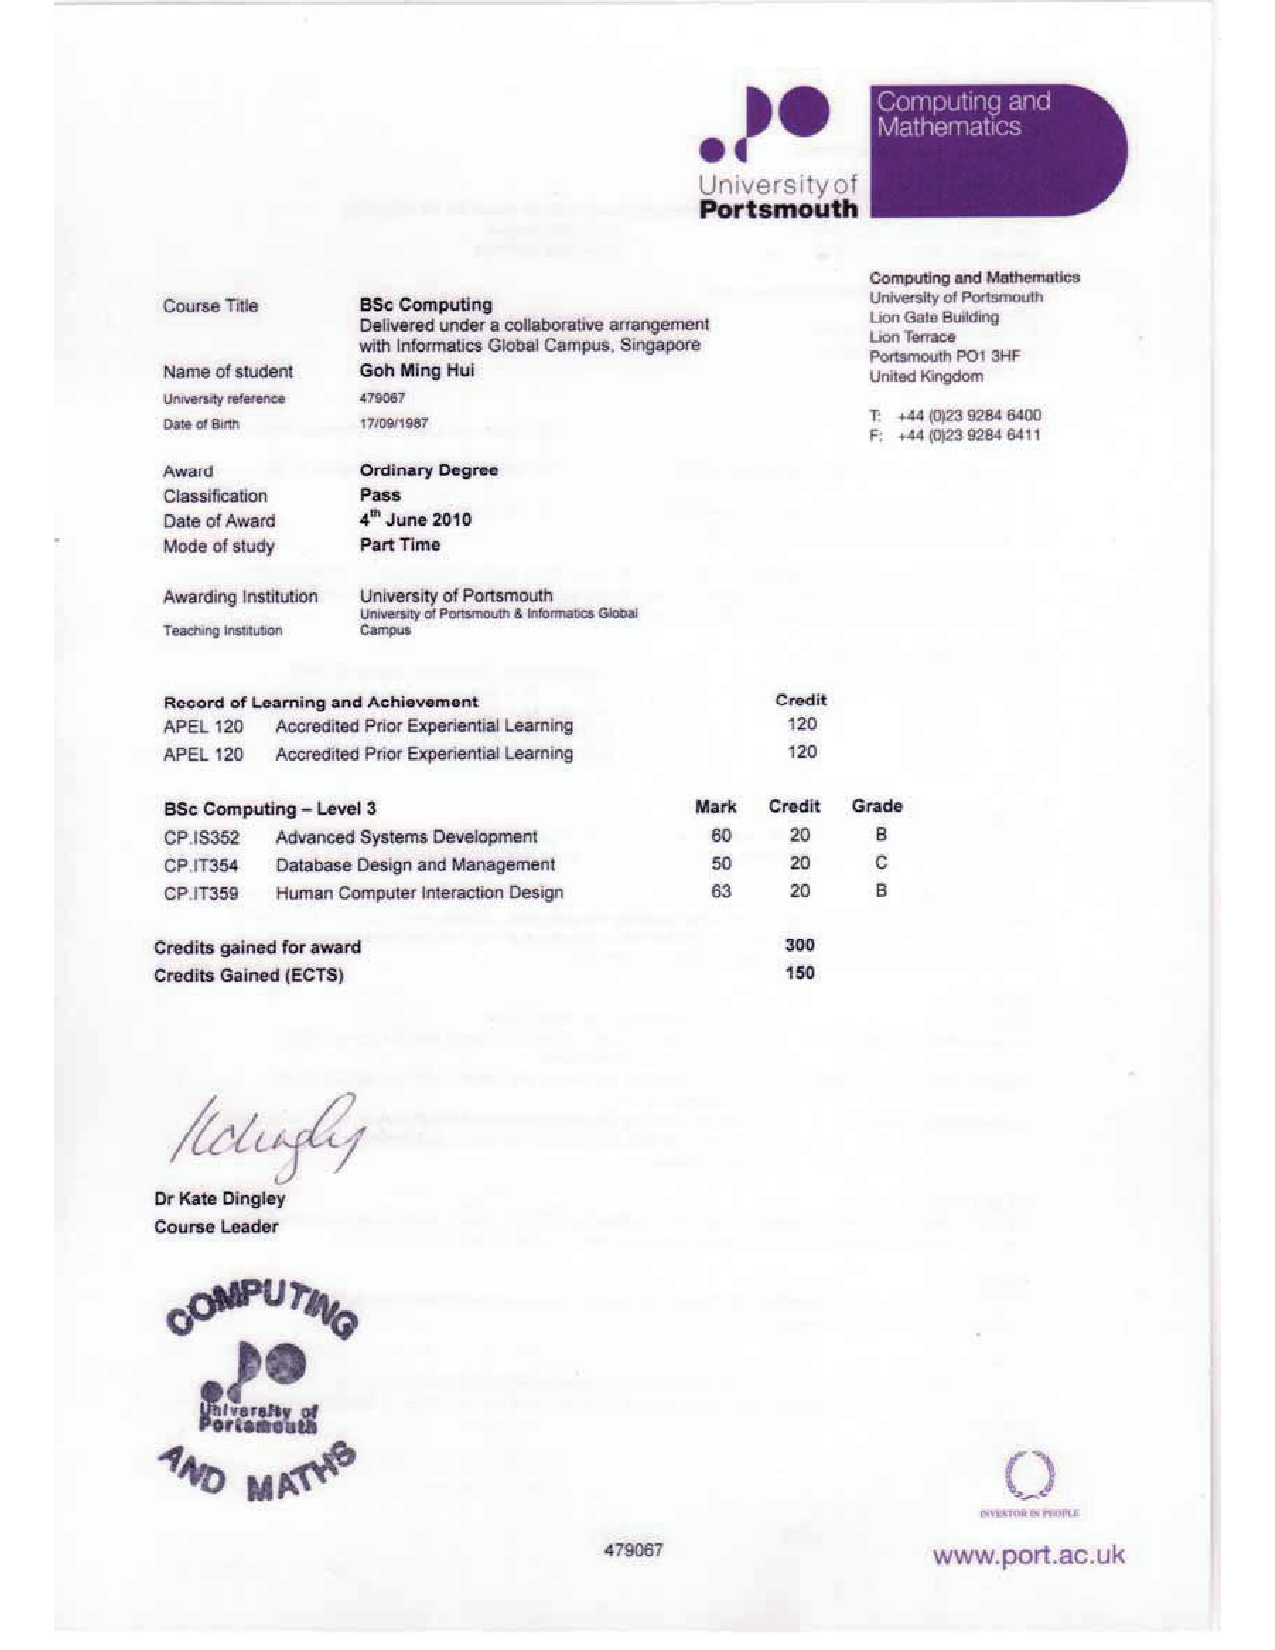 Computing and
Mathematics
University of
Portsmouth
Computing and Mathematics
University of Portsmouth
Lion Gate Building
Lion Terrace
Portsmouth PO1 3HF
United Kingdom
T: +44 (0)23 9284 6400
F: +44 (0)23 9284 6411
Course Title BSc Computing
Delivered under a collaborative arrangement
with Informatics Global Campus, Singapore
Name of student Goh Ming Hui
University reference 479067
Date of Birth 17/09/1987
Award Ordinary Degree
Classification Pass
Date of Award 4th June 2010
Mode of study Part Time
Awarding Institution University of Portsmouth
University of Portsmouth & Informatics Global
Teaching Institution Campus
Record of Learning and Achievement Credit
APEL 120 Accredited Prior Experiential Learning 120
APEL 120 Accredited Prior Experiential Learning 120
BSc Computing – Level 3 Mark Credit Grade
CP.IS352 Advanced Systems Development 60 20 B
CP.IT354 Database Design and Management 50 20 C
CP.IT359 Human Computer Interaction Design 63 20 B
Credits gained for award 300
Credits Gained (ECTS) 150
Dr Kate Dingley
Course Leader
COMPUTING
University of
Portsmouth
AND MATHS
INVESTOR IN PEOPLE
479067
www.port.ac.uk